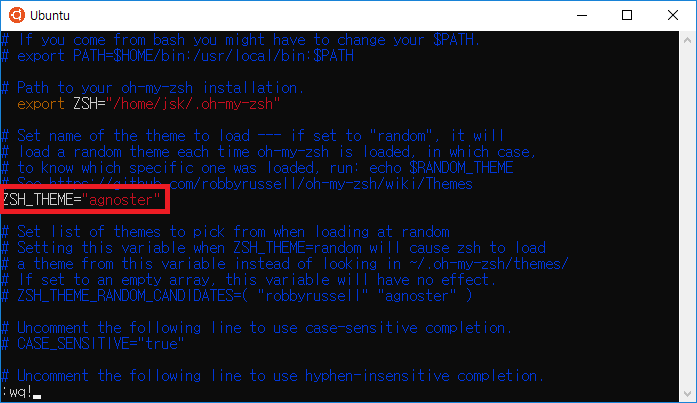 Ubuntu
# If you come from bash you might have to change your $PATH.
# export PATH=$HOME/bin:/usr/local/bin:$PATH
# Path to your oh-my-zsh installation.
export ZSH="/home/jsk/.oh-my-zsh"
# Set name of the theme to load --- if set to "random", it will
# load a random theme each time oh-my-zsh is loaded, in which case,
# to know which specific one was loaded, run: echo $RANDOM_THEME
# See https://github.com/robbyrussell/oh-my-zsh/wiki/Themes
ZSH_THEME="agnoster"
# Set list of themes to pick from when loading at random
# Setting this variable when ZSH_THEME=random will cause zsh to load
# a theme from this variable instead of looking in ~/.oh-my-zsh/themes/
# If set to an empty array, this variable will have no effect.
# ZSH_THEME_RANDOM_CANDIDATES=( "robbyrussell" "agnoster" )
# Uncomment the following line to use case-sensitive completion.
# CASE_SENSITIVE="true"
# Uncomment the following line to use hyphen-insensitive completion.
:wq!